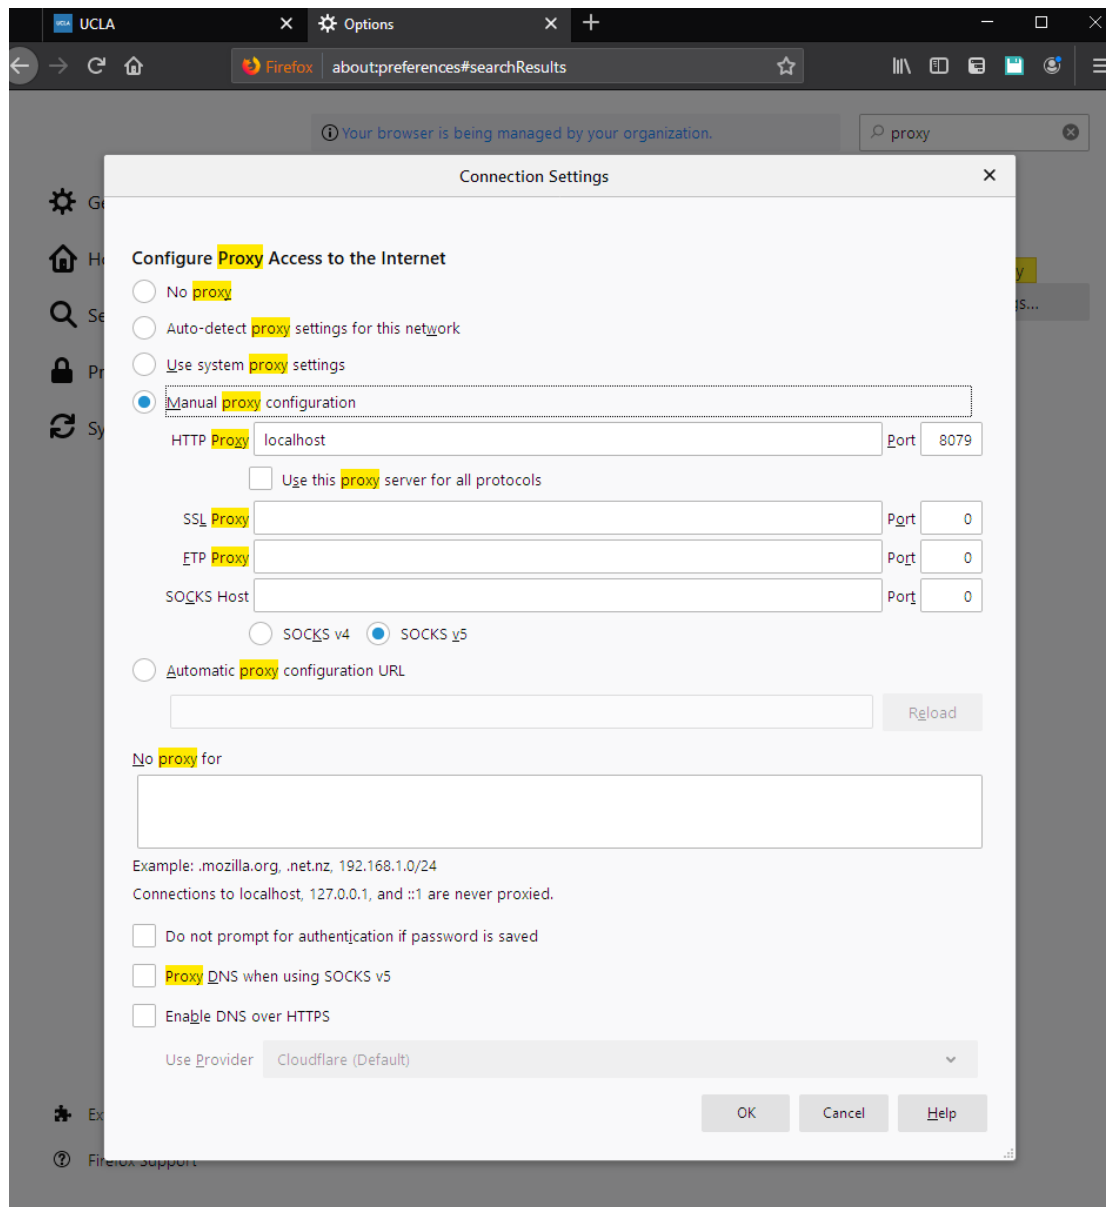 UCLA UCLA Options
Firefox about:preferences#searchResults
Your browser is being managed by your organization. proxy
Connection Settings
Ge
Configure Proxy Access to the Internet
No proxy
Auto-detect proxy settings for this network
Use system proxy settings
Manual proxy configuration
HTTP Proxy localhost Port 8079
Use this proxy server for all protocols
SSL Proxy Port 0
FTP Proxy Port 0
SOCKS Host Port 0
SOCKS v4 SOCKS v5
Automatic proxy configuration URL
Reload
No proxy for
Example: .mozilla.org, .net.nz, 192.168.1.0/24
Connections to localhost, 127.0.0.1, and ::1 are never proxied.
Do not prompt for authentication if password is saved
Proxy DNS when using SOCKS v5
Enable DNS over HTTPS
Use Provider Cloudflare (Default)
OK Cancel Help
Ex
Firefox Support